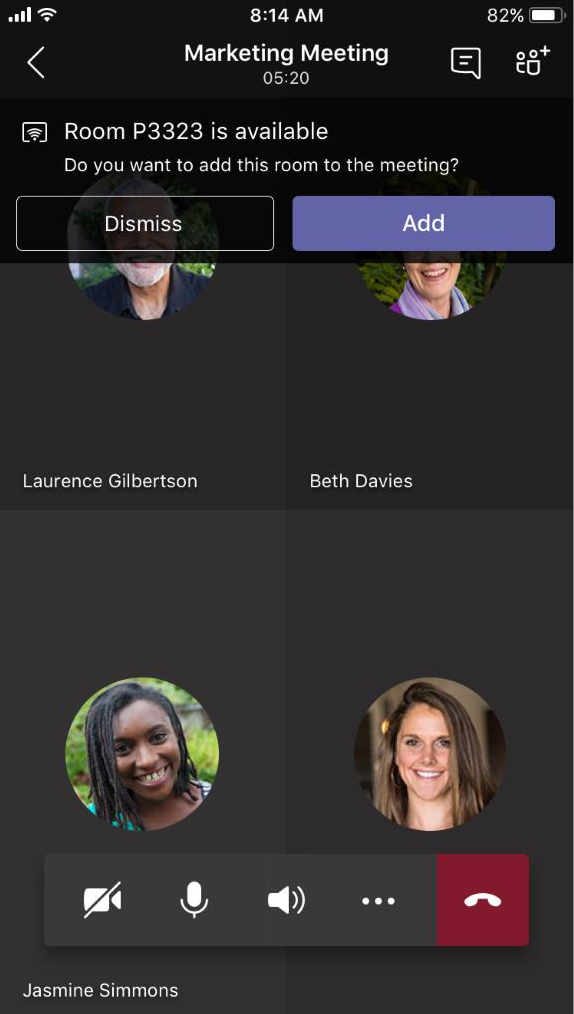 8:14 AM
82%
Marketing Meeting
05:20
Room P3323 is available
Do you want to add this room to the meeting?
Dismiss
Add
Laurence Gilbertson
Beth Davies
Jasmine Simmons